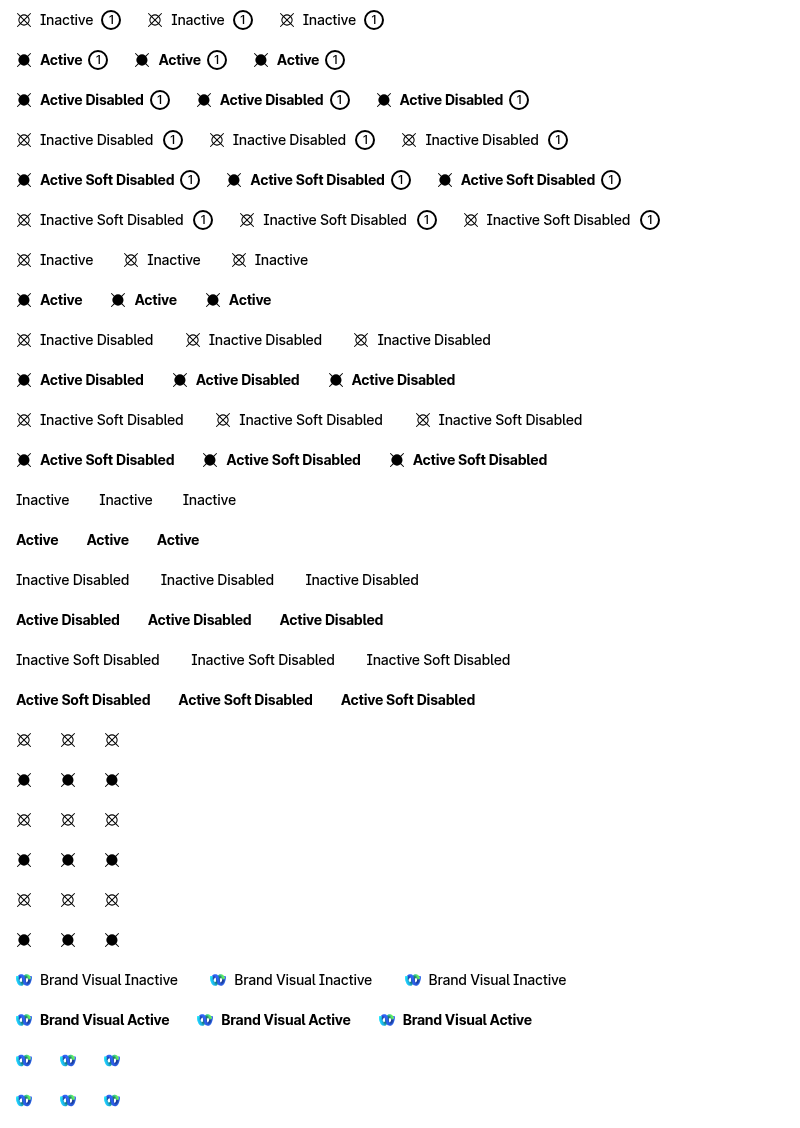 Inactive 1 Inactive 1 Inactive 1
Active 1 Active 1 Active 1
Active Disabled 1 Active Disabled 1 Active Disabled 1
Inactive Disabled 1 Inactive Disabled 1 Inactive Disabled 1
Active Soft Disabled 1 Active Soft Disabled 1 Active Soft Disabled 1
Inactive Soft Disabled 1 Inactive Soft Disabled 1 Inactive Soft Disabled 1
Inactive Inactive Inactive
Active Active Active
Inactive Disabled Inactive Disabled Inactive Disabled
Active Disabled Active Disabled Active Disabled
Inactive Soft Disabled Inactive Soft Disabled Inactive Soft Disabled
Active Soft Disabled Active Soft Disabled Active Soft Disabled
Inactive Inactive Inactive
Active Active Active
Inactive Disabled Inactive Disabled Inactive Disabled
Active Disabled Active Disabled Active Disabled
Inactive Soft Disabled Inactive Soft Disabled Inactive Soft Disabled
Active Soft Disabled Active Soft Disabled Active Soft Disabled
Brand Visual Inactive Brand Visual Inactive Brand Visual Inactive
Brand Visual Active Brand Visual Active Brand Visual Active